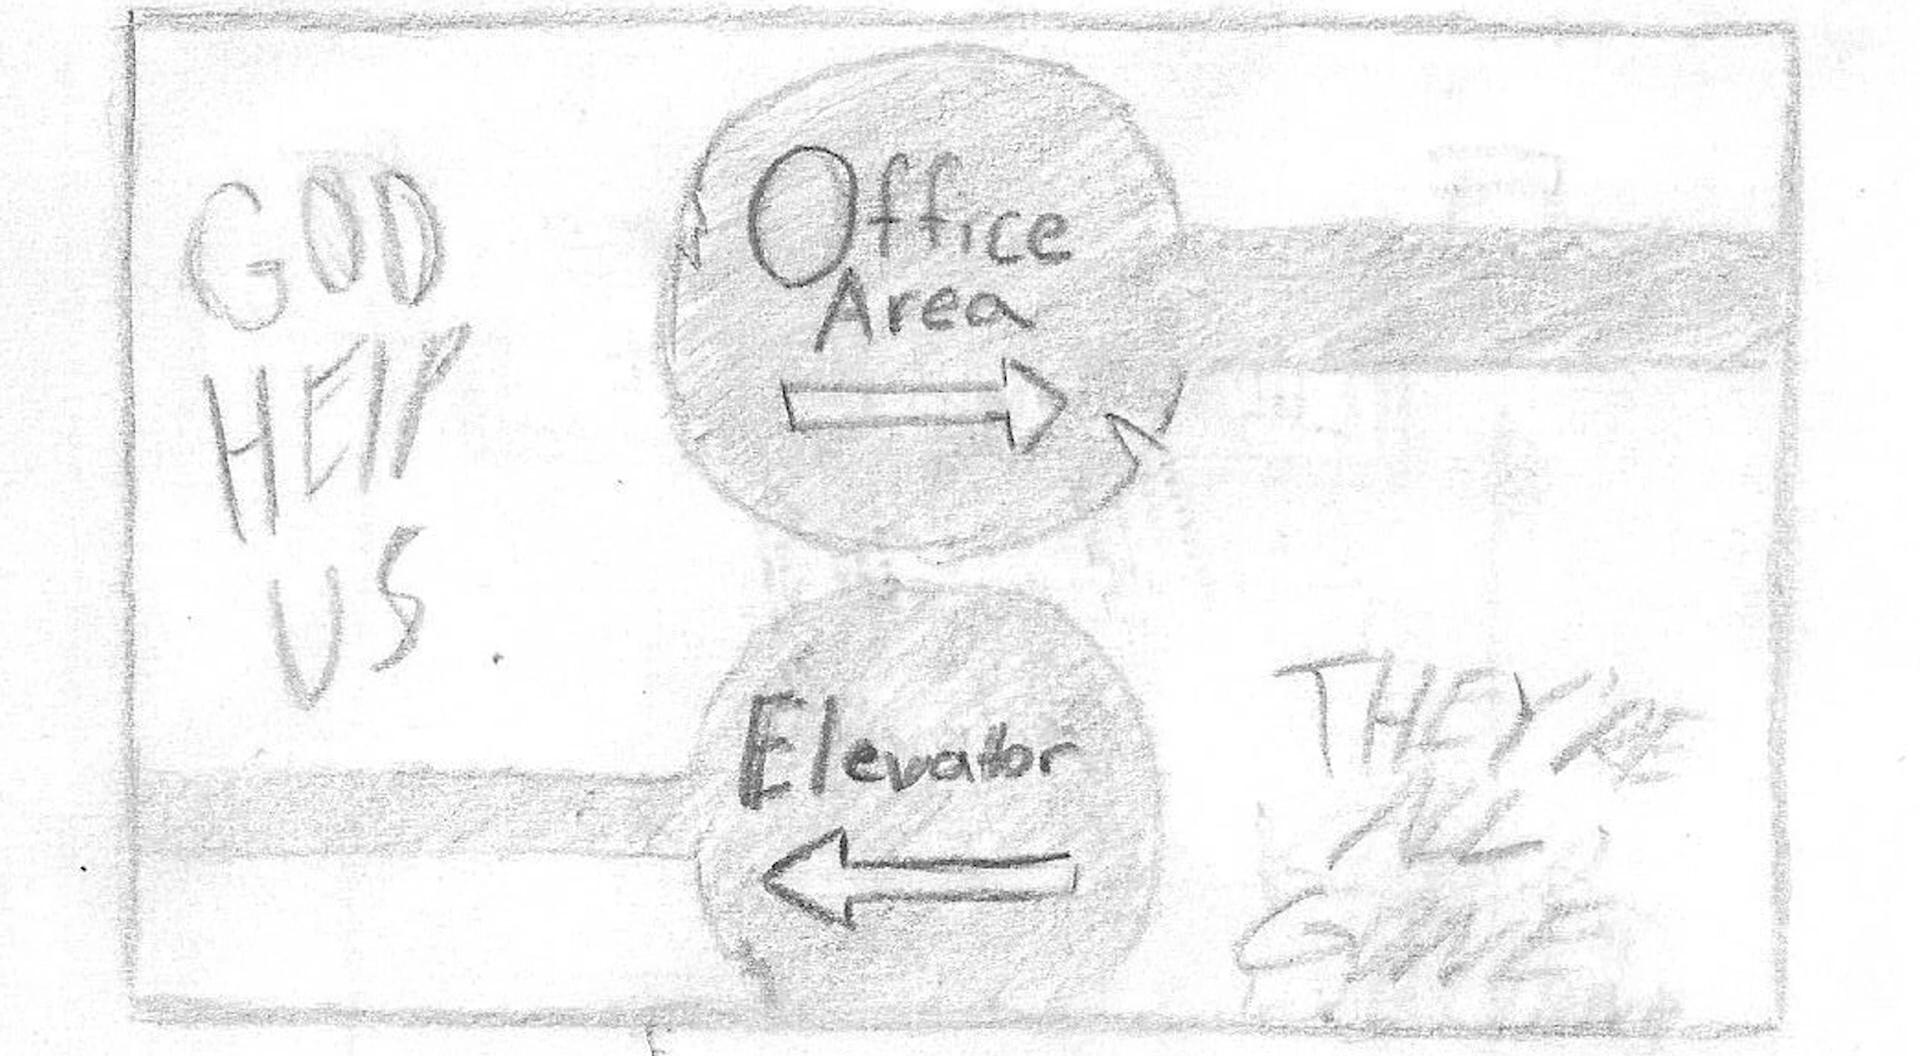 GOD
HElP
US
Office
Area
Elevator
THEY'RE
ALL
GONE